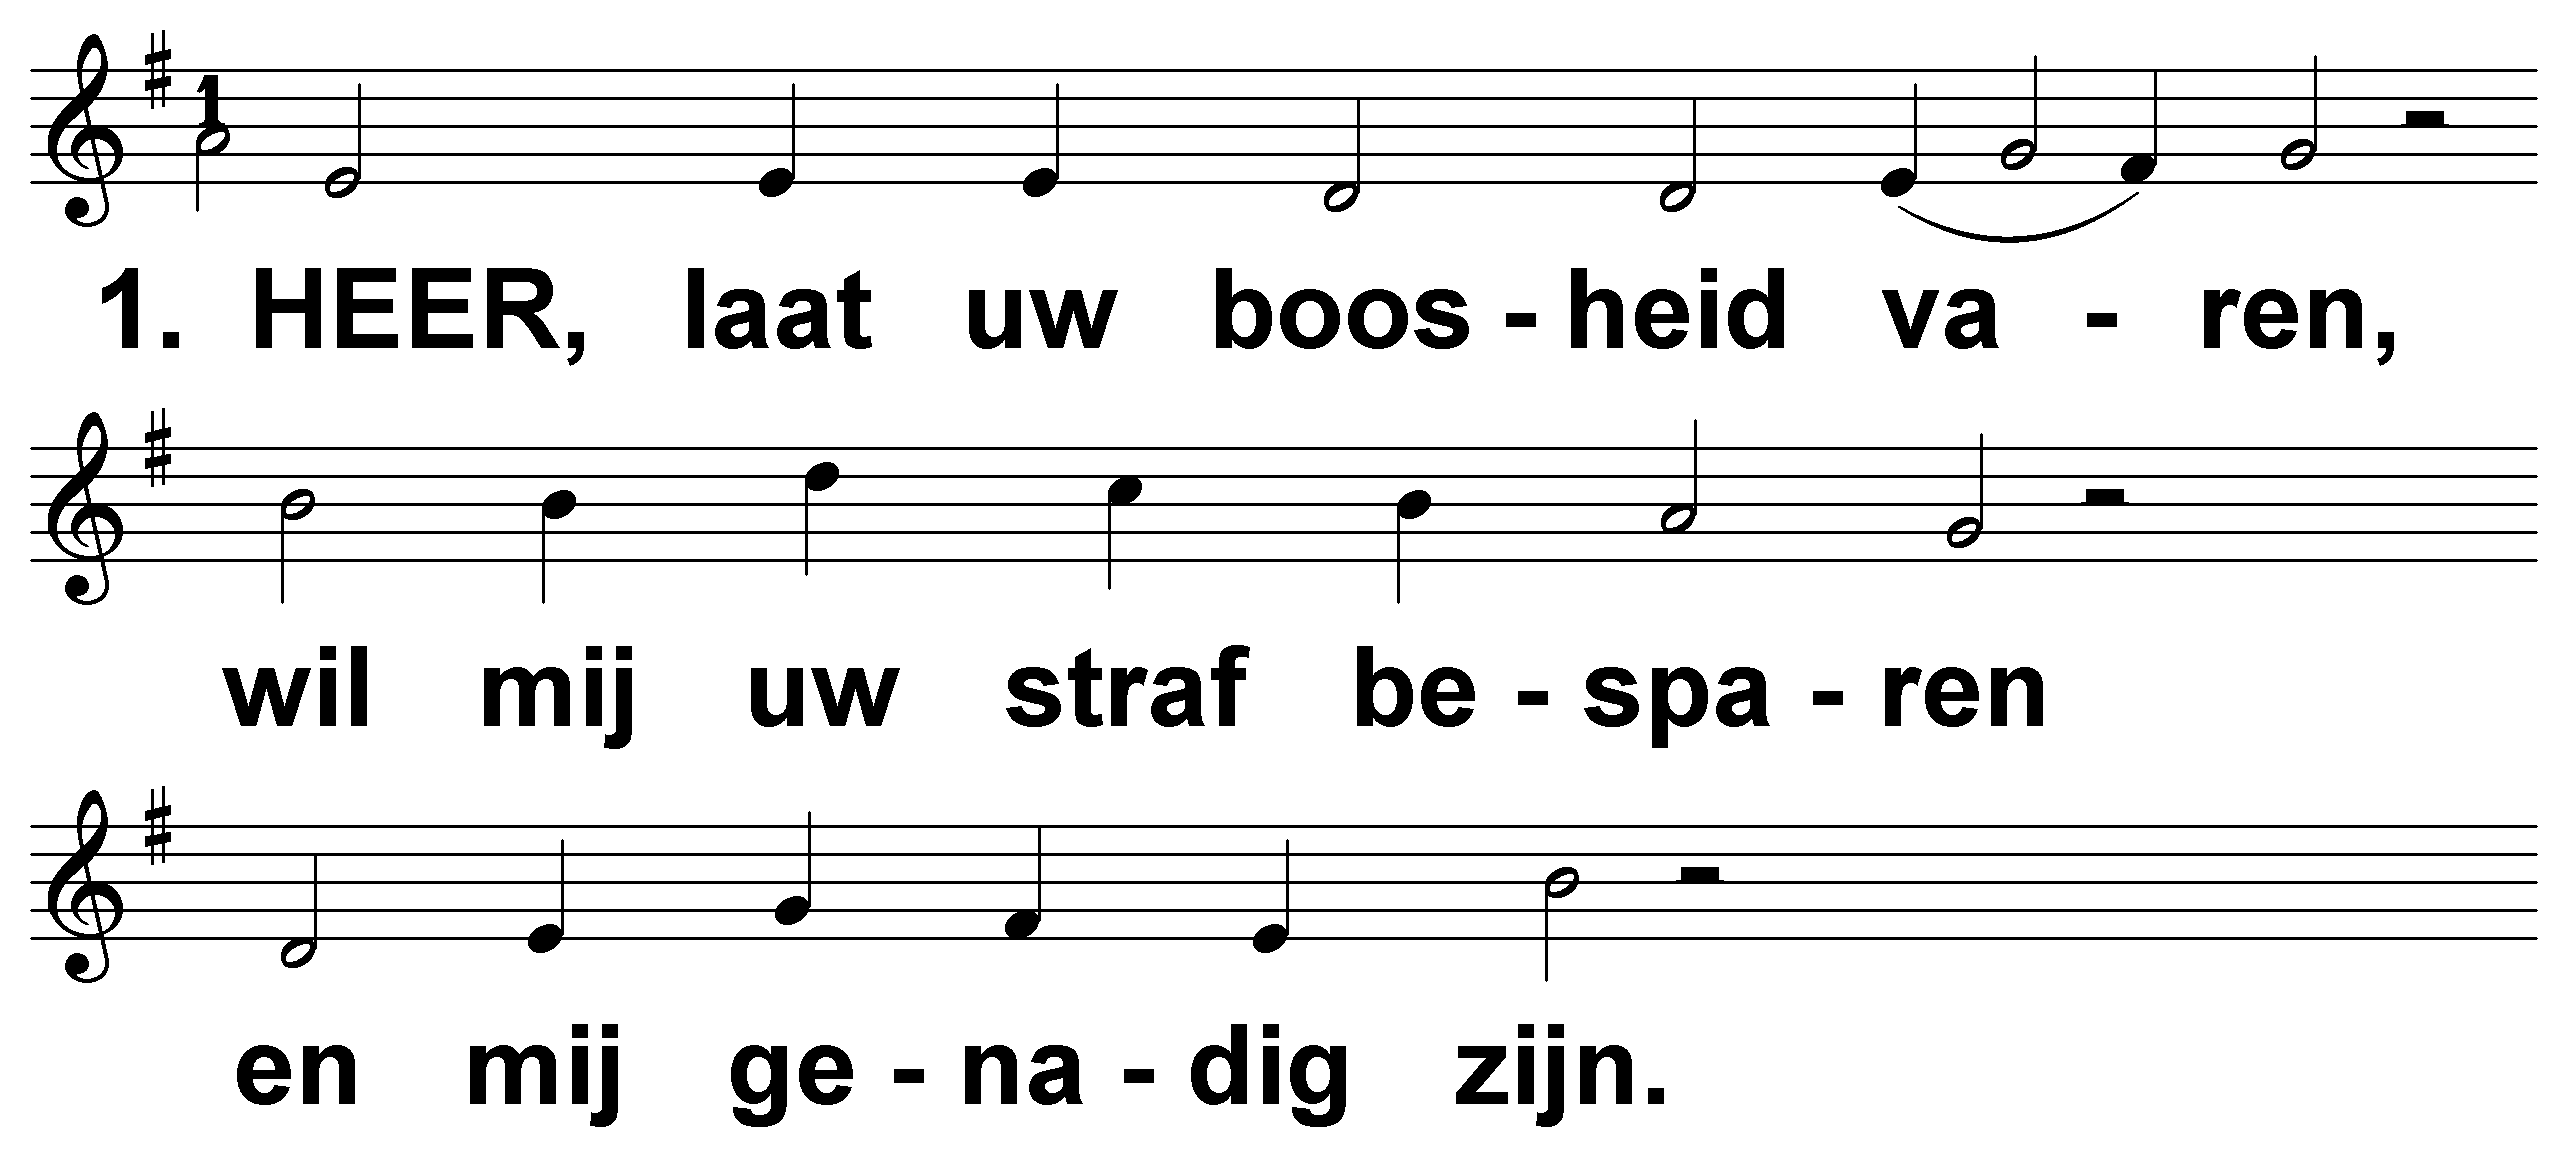 1
1. HEER, laat uw boos - heid va - ren,
wil mij uw straf be - spa - ren
en mij ge - na - dig zijn.